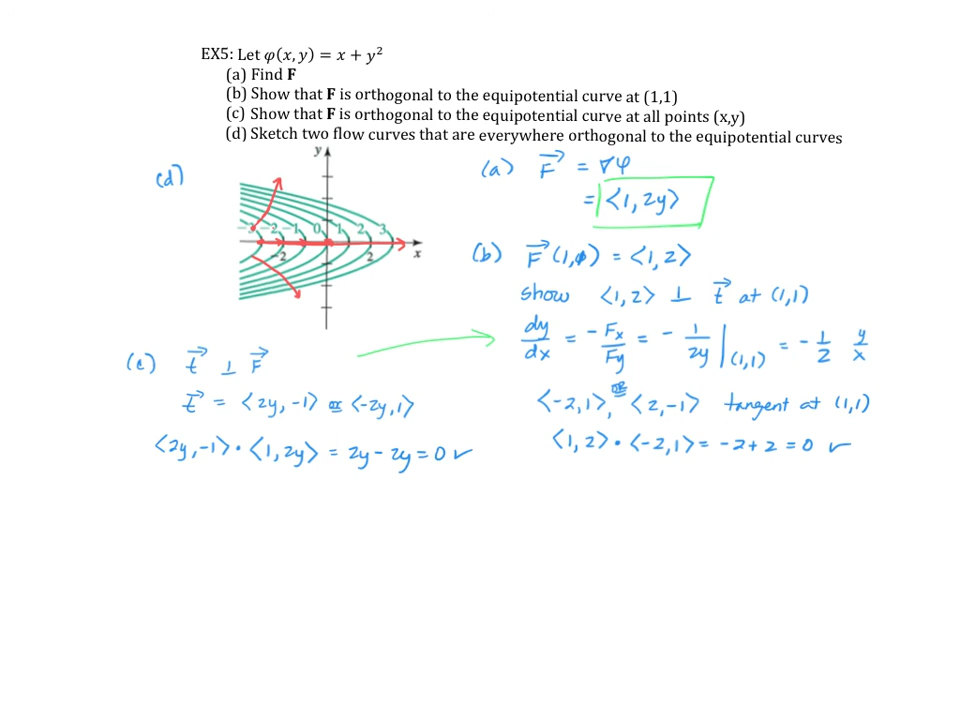 EX5: Let φ(x, y) = x + y²
(a) Find F
(b) Show that F is orthogonal to the equipotential curve at (1,1)
(c) Show that F is orthogonal to the equipotential curve at all points (x,y)
(d) Sketch two flow curves that are everywhere orthogonal to the equipotential curves
(d)
y
-3 -2 -1 0 1 2 3
-2 2 x
(a) F⃗ = ∇φ
= <1, 2y>
(b) F⃗(1,1) = <1, 2>
show <1, 2> ⊥ t⃗ at (1,1)
dy/dx = - Fx/Fy = - 1/2y |(1,1) = - 1/2 y/x
<-2, 1>, OR <2, -1> tangent at (1,1)
<1, 2> · <-2, 1> = -2 + 2 = 0 ✓
(c) t⃗ ⊥ F⃗
t⃗ = <2y, -1> or <-2y, 1>
<2y, -1> · <1, 2y> = 2y - 2y = 0 ✓